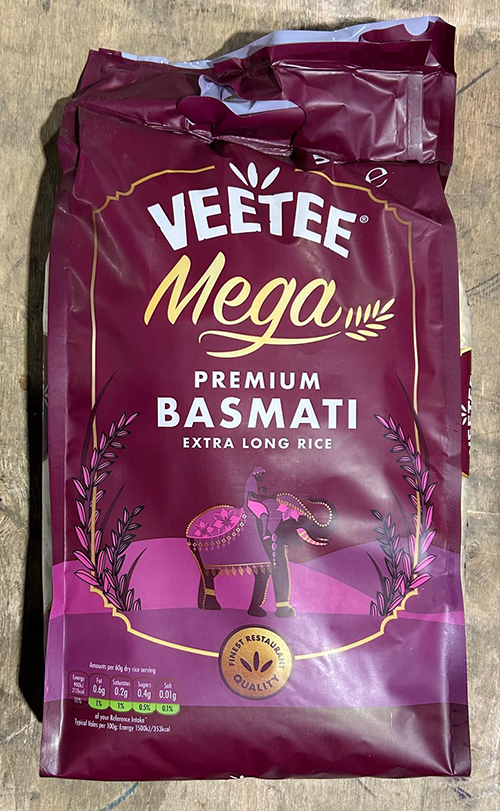 e
VEETEE®
Mega
PREMIUM
BASMATI
EXTRA LONG RICE
FINEST RESTAURANT
QUALITY
Amounts per 60g dry rice serving
Energy Fat Saturates Sugars Salt
0.6g 0.2g 0.4g 0.01g
1% 1% 0.5% 0.1%
of your Reference Intake*
Typical Vales per 100g: Energy 1500kJ/353kcal